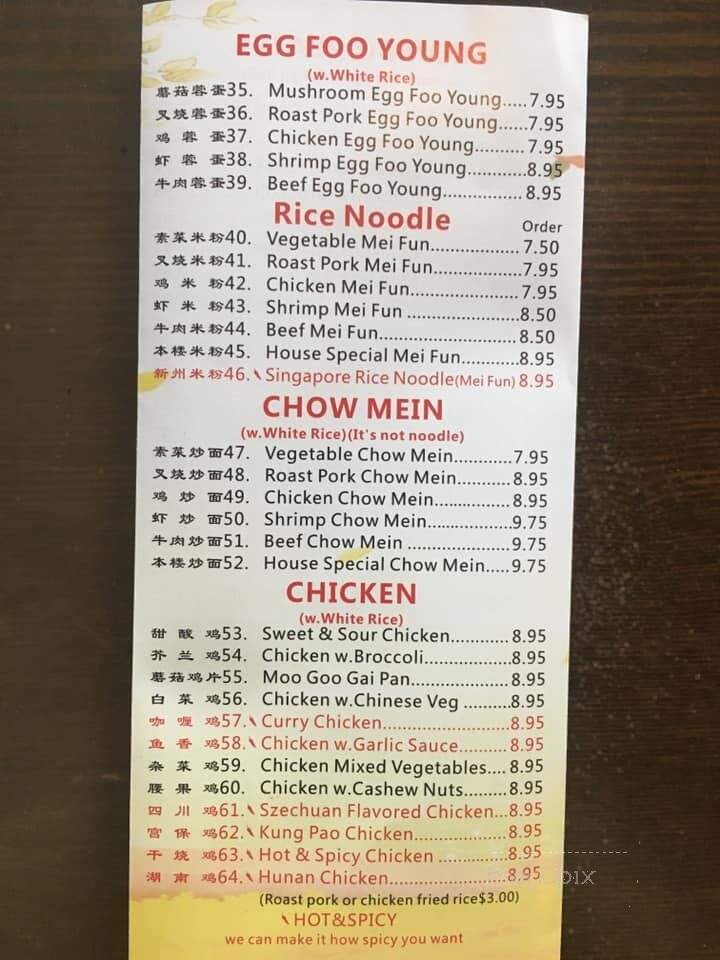 EGG FOO YOUNG
(w.White Rice)
蘑菇蓉蛋35. Mushroom Egg Foo Young.....7.95
叉烧蓉蛋36. Roast Pork Egg Foo Young......7.95
鸡 蓉 蛋37. Chicken Egg Foo Young..........7.95
虾 蓉 蛋38. Shrimp Egg Foo Young............8.95
牛肉蓉蛋39. Beef Egg Foo Young................8.95
Rice Noodle Order
素菜米粉40. Vegetable Mei Fun..................7.50
叉烧米粉41. Roast Pork Mei Fun..................7.95
鸡 米 粉42. Chicken Mei Fun......................7.95
虾 米 粉43. Shrimp Mei Fun .......................8.50
牛肉米粉44. Beef Mei Fun............................8.50
本楼米粉45. House Special Mei Fun............8.95
新州米粉46. Singapore Rice Noodle(Mei Fun) 8.95
CHOW MEIN
(w.White Rice)(It's not noodle)
素菜炒面47. Vegetable Chow Mein............7.95
叉烧炒面48. Roast Pork Chow Mein...........8.95
鸡 炒 面49. Chicken Chow Mein................8.95
虾 炒 面50. Shrimp Chow Mein.................9.75
牛肉炒面51. Beef Chow Mein .....................9.75
本楼炒面52. House Special Chow Mein.....9.75
CHICKEN
(w.White Rice)
甜 酸 鸡53. Sweet & Sour Chicken............8.95
芥 兰 鸡54. Chicken w.Broccoli..................8.95
蘑菇鸡片55. Moo Goo Gai Pan....................8.95
白 菜 鸡56. Chicken w.Chinese Veg ..........8.95
咖 喱 鸡57. Curry Chicken..........................8.95
鱼 香 鸡58. Chicken w.Garlic Sauce..........8.95
杂 菜 鸡59. Chicken Mixed Vegetables....8.95
腰 果 鸡60. Chicken w.Cashew Nuts.........8.95
四 川 鸡61. Szechuan Flavored Chicken...8.95
宫 保 鸡62. Kung Pao Chicken...................8.95
干 烧 鸡63. Hot & Spicy Chicken ..............8.95
湖 南 鸡64. Hunan Chicken........................8.95
(Roast pork or chicken fried rice$3.00)
HOT&SPICY
we can make it how spicy you want